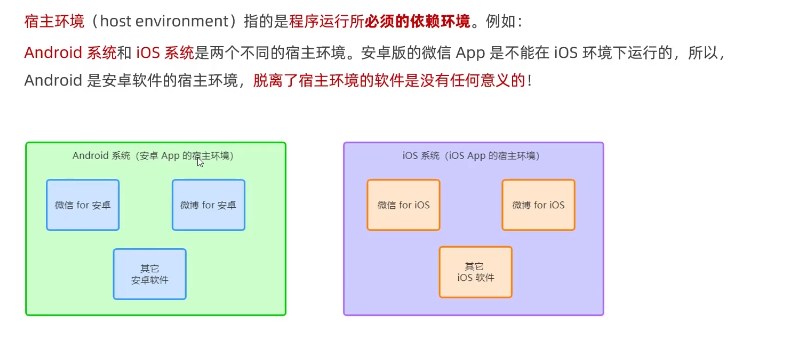 宿主环境（host environment）指的是程序运行所必须的依赖环境。例如：
Android 系统和 iOS 系统是两个不同的宿主环境。安卓版的微信 App 是不能在 iOS 环境下运行的，所以，
Android 是安卓软件的宿主环境，脱离了宿主环境的软件是没有任何意义的！
Android 系统（安卓 App 的宿主环境）
微信 for 安卓
微博 for 安卓
其它
安卓软件
iOS 系统（iOS App 的宿主环境）
微信 for iOS
微博 for iOS
其它
iOS 软件